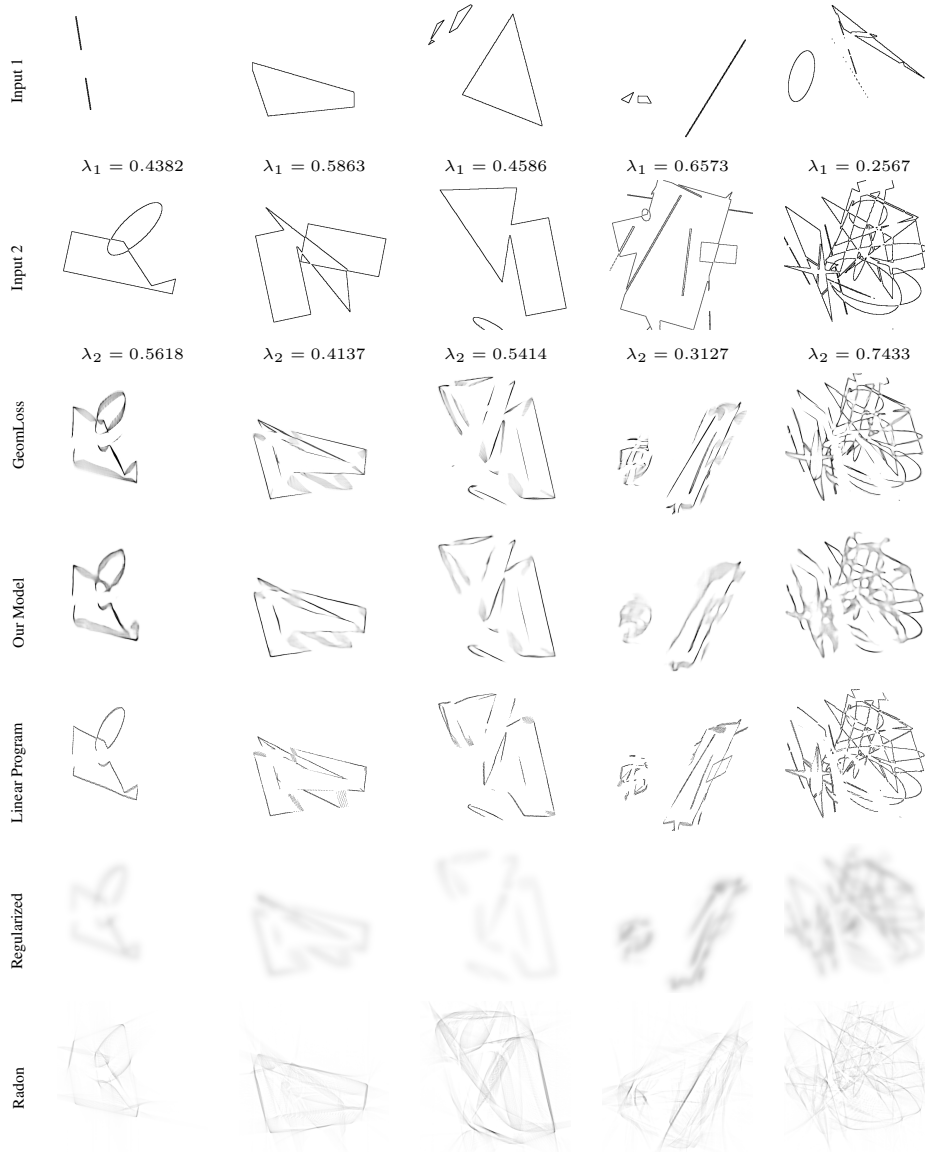 Input 1
λ₁ = 0.4382 λ₁ = 0.5863 λ₁ = 0.4586 λ₁ = 0.6573 λ₁ = 0.2567
Input 2
λ₂ = 0.5618 λ₂ = 0.4137 λ₂ = 0.5414 λ₂ = 0.3127 λ₂ = 0.7433
GeomLoss
Our Model
Linear Program
Regularized
Radon